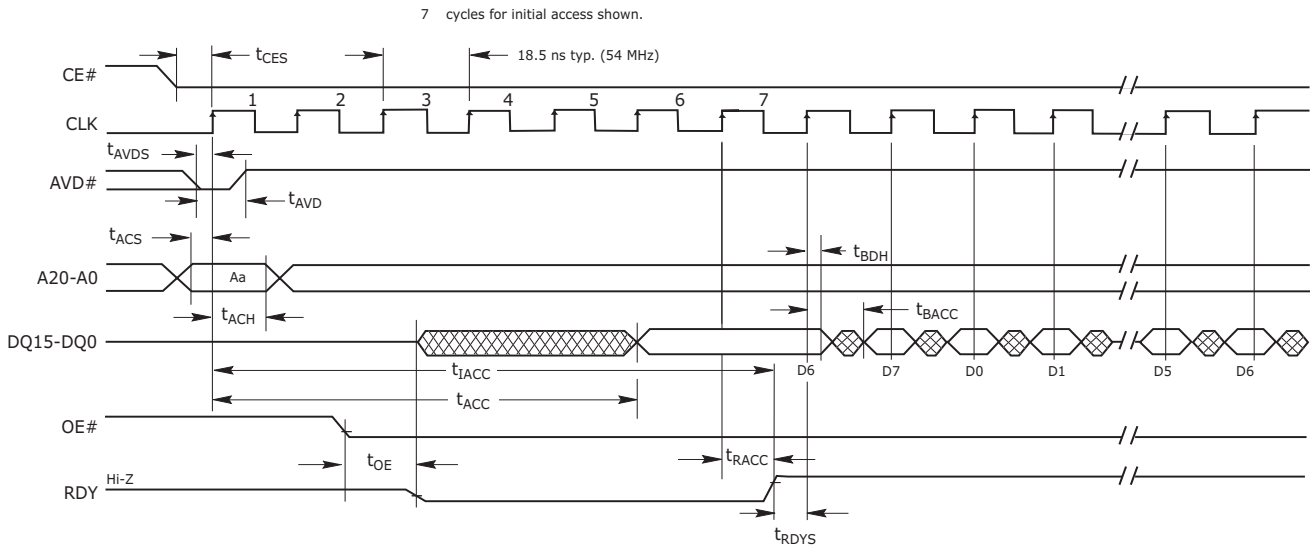 7 cycles for initial access shown.
tCES
18.5 ns typ. (54 MHz)
CE#
1 2 3 4 5 6 7
CLK
tAVDS
AVD#
tAVD
tACS
tBDH
A20-A0
Aa
tACH
tBACC
DQ15-DQ0
tIACC
D6 D7 D0 D1 D5 D6
tACC
OE#
tOE
tRACC
Hi-Z
RDY
tRDYS